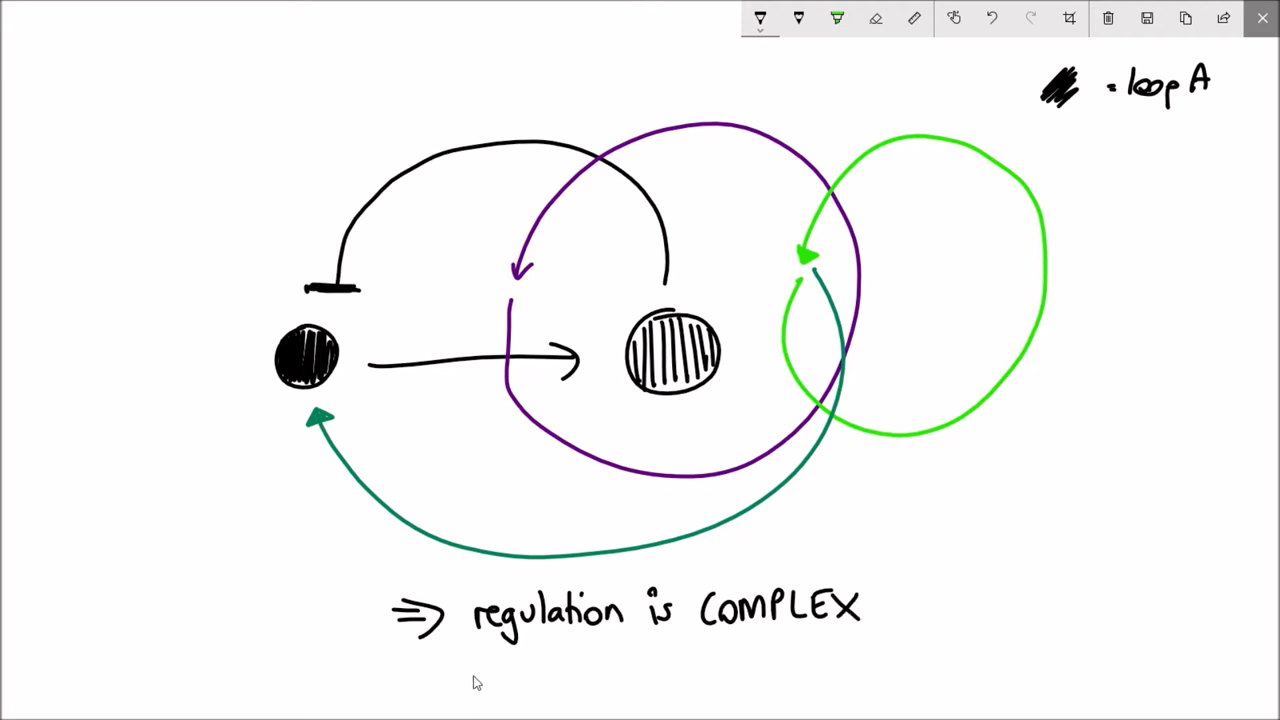 = loop A
⇒ regulation is COMPLEX